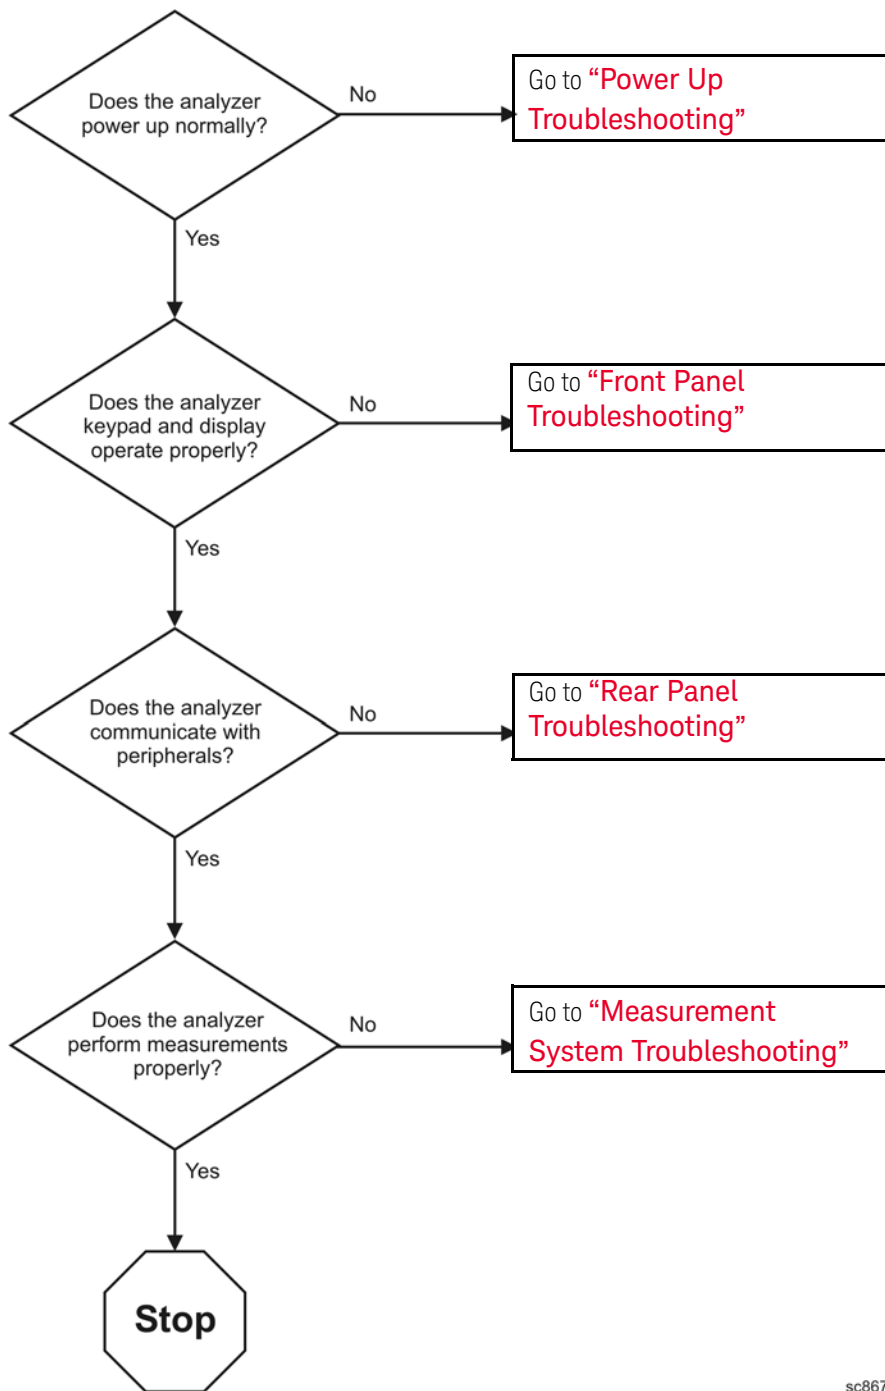 Does the analyzer
power up normally?
No
Go to “Power Up
Troubleshooting”
Yes
Does the analyzer
keypad and display
operate properly?
No
Go to “Front Panel
Troubleshooting”
Yes
Does the analyzer
communicate with
peripherals?
No
Go to “Rear Panel
Troubleshooting”
Yes
Does the analyzer
perform measurements
properly?
No
Go to “Measurement
System Troubleshooting”
Yes
Stop
sc867